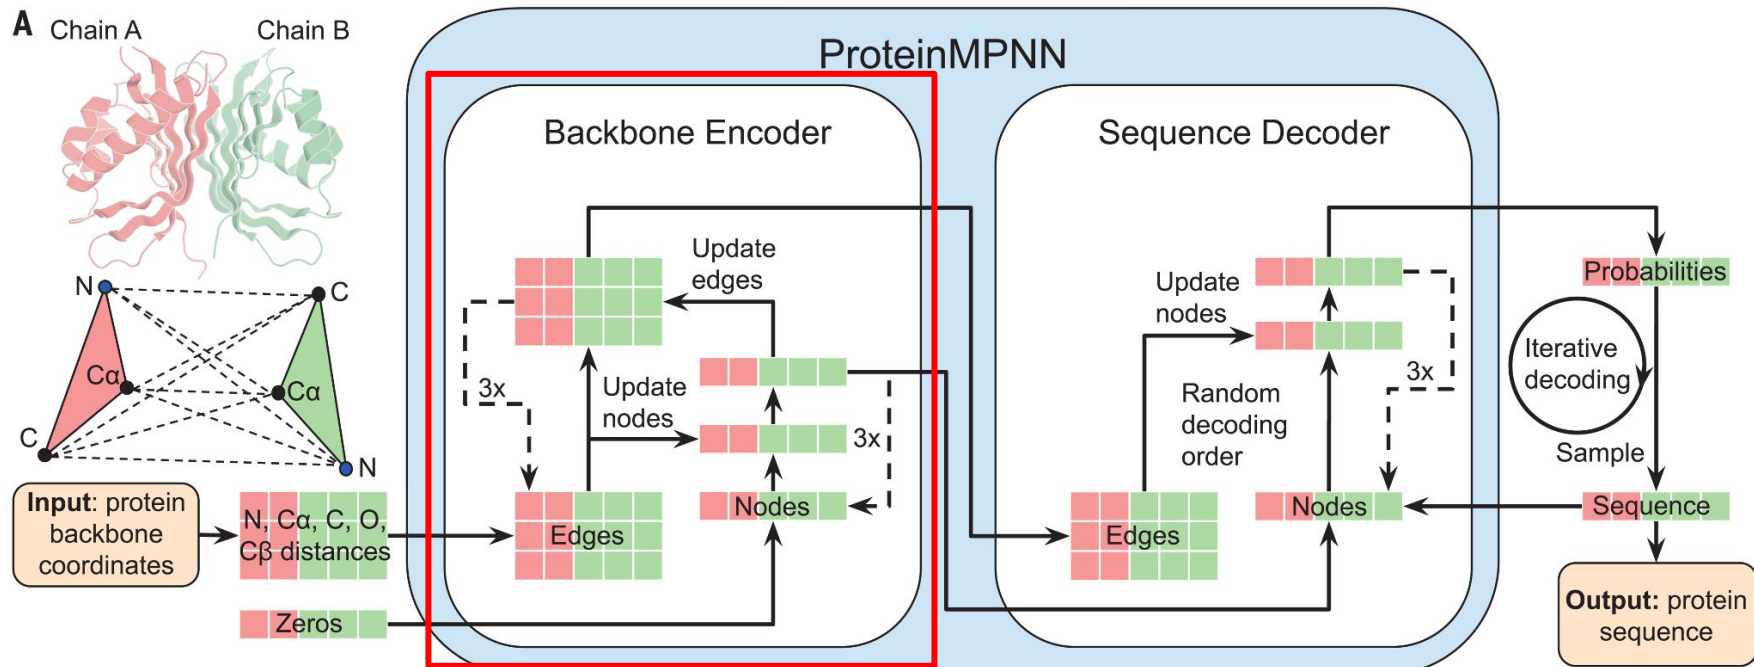 A
Chain A
Chain B
N
C
Cα
Cα
C
N
Input: protein
backbone
coordinates
N, Cα, C, O,
Cβ distances
Zeros
ProteinMPNN
Backbone Encoder
Update
edges
3x
Update
nodes
3x
Edges
Nodes
Sequence Decoder
Update
nodes
3x
Random
decoding
order
Edges
Nodes
Probabilities
Iterative
decoding
Sample
Sequence
Output: protein
sequence